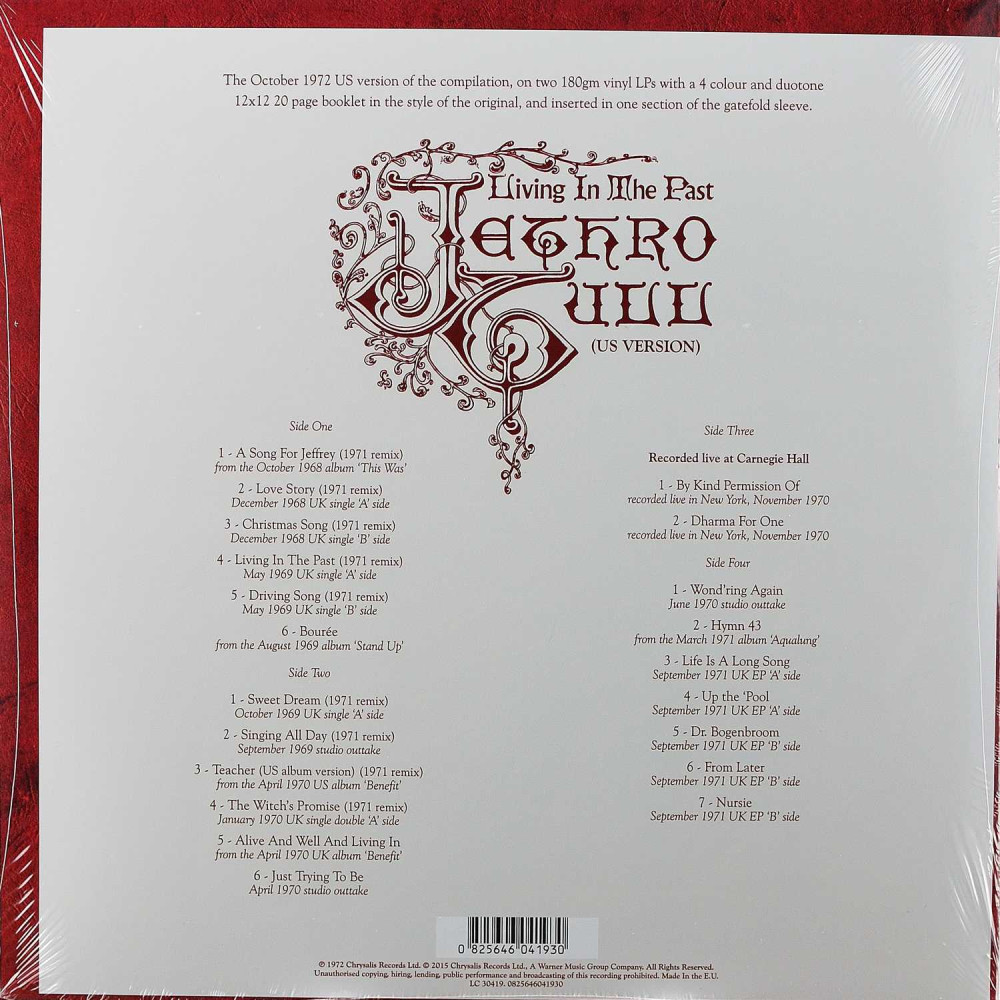 The October 1972 US version of the compilation, on two 180gm vinyl LPs with a 4 colour and duotone
12x12 20 page booklet in the style of the original, and inserted in one section of the gatefold sleeve.
Living In The Past
Jethro
Tull
(US VERSION)
Side One
1 - A Song For Jeffrey (1971 remix)
from the October 1968 album ‘This Was’
2 - Love Story (1971 remix)
December 1968 UK single ‘A’ side
3 - Christmas Song (1971 remix)
December 1968 UK single ‘B’ side
4 - Living In The Past (1971 remix)
May 1969 UK single ‘A’ side
5 - Driving Song (1971 remix)
May 1969 UK single ‘B’ side
6 - Bourée
from the August 1969 album ‘Stand Up’
Side Two
1 - Sweet Dream (1971 remix)
October 1969 UK single ‘A’ side
2 - Singing All Day (1971 remix)
September 1969 studio outtake
3 - Teacher (US album version) (1971 remix)
from the April 1970 US album ‘Benefit’
4 - The Witch’s Promise (1971 remix)
January 1970 UK single double ‘A’ side
5 - Alive And Well And Living In
from the April 1970 UK album ‘Benefit’
6 - Just Trying To Be
April 1970 studio outtake
Side Three
Recorded live at Carnegie Hall
1 - By Kind Permission Of
recorded live in New York, November 1970
2 - Dharma For One
recorded live in New York, November 1970
Side Four
1 - Wond’ring Again
June 1970 studio outtake
2 - Hymn 43
from the March 1971 album ‘Aqualung’
3 - Life Is A Long Song
September 1971 UK EP ‘A’ side
4 - Up the ‘Pool
September 1971 UK EP ‘A’ side
5 - Dr. Bogenbroom
September 1971 UK EP ‘B’ side
6 - From Later
September 1971 UK EP ‘B’ side
7 - Nursie
September 1971 UK EP ‘B’ side
0 825646 041930
℗ 1972 Chrysalis Records Ltd. © 2015 Chrysalis Records Ltd., A Warner Music Group Company. All Rights Reserved.
Unauthorised copying, hiring, lending, public performance and broadcasting of this recording prohibited. Made In the E.U.
LC 30419. 0825646041930